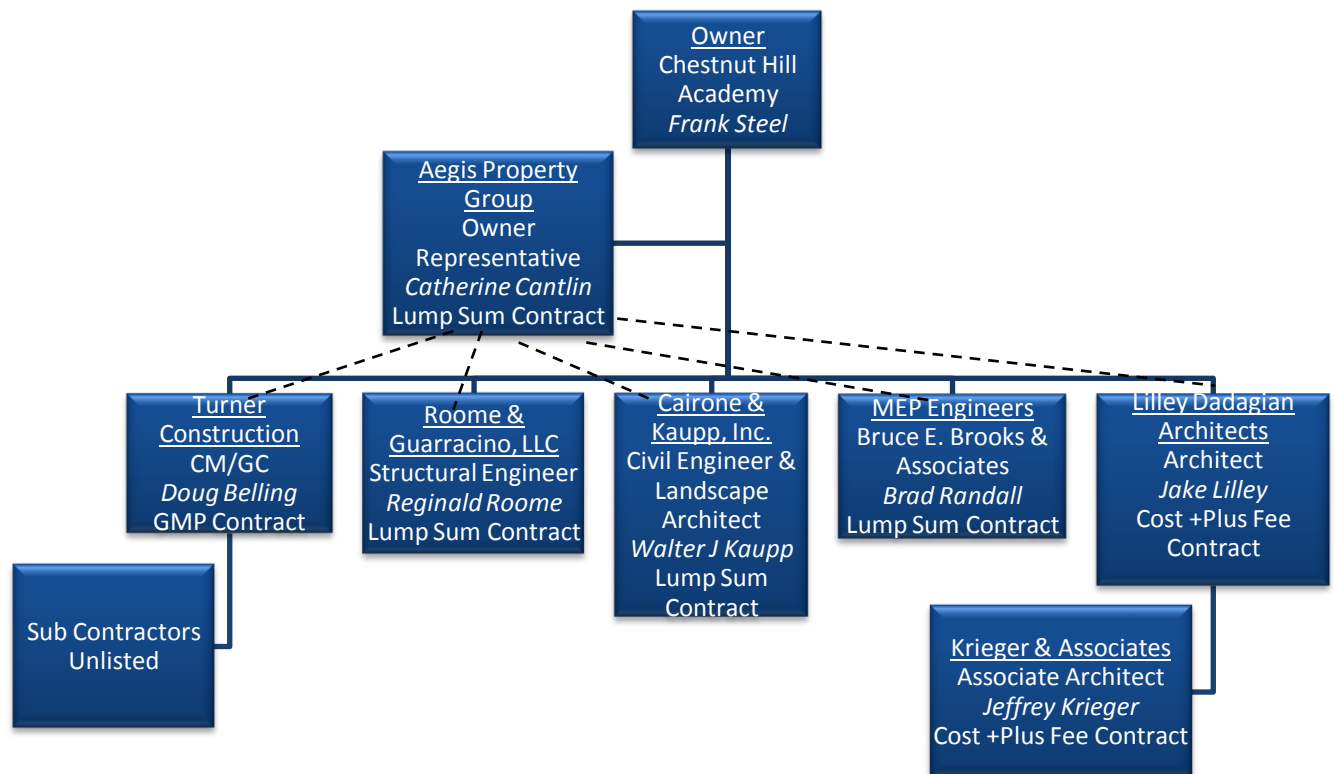 Owner
Chestnut Hill
Academy
Frank Steel
Aegis Property
Group
Owner
Representative
Catherine Cantlin
Lump Sum Contract
Turner
Construction
CM/GC
Doug Belling
GMP Contract
Roome &
Guarracino, LLC
Structural Engineer
Reginald Roome
Lump Sum Contract
Cairone &
Kaupp, Inc.
Civil Engineer &
Landscape
Architect
Walter J Kaupp
Lump Sum
Contract
MEP Engineers
Bruce E. Brooks &
Associates
Brad Randall
Lump Sum Contract
Lilley Dadagian
Architects
Architect
Jake Lilley
Cost +Plus Fee
Contract
Sub Contractors
Unlisted
Krieger & Associates
Associate Architect
Jeffrey Krieger
Cost +Plus Fee Contract